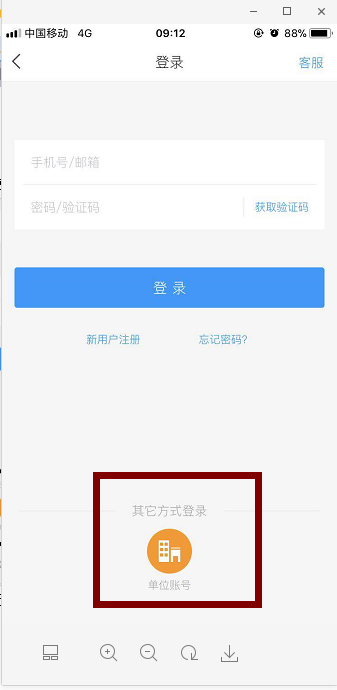 中国移动 4G 09:12 88%
登录 客服
手机号/邮箱
密码/验证码 获取验证码
登 录
新用户注册 忘记密码?
其它方式登录
单位账号